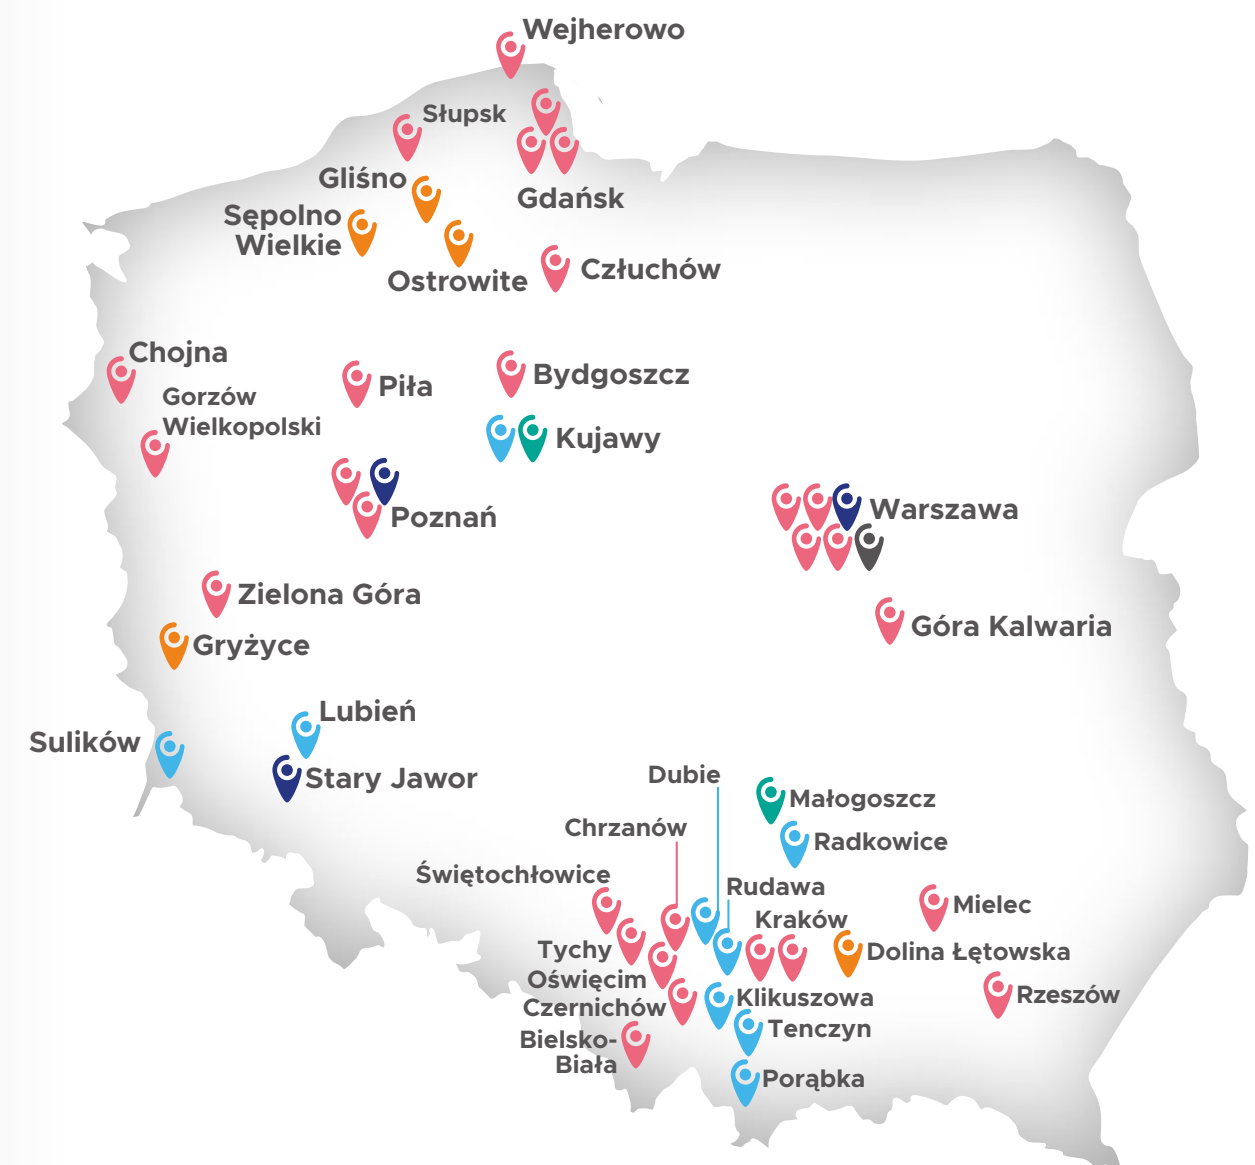 Wejherowo
Słupsk
Gliśno
Gdańsk
Sępolno
Wielkie
Ostrowite
Człuchów
Chojna
Gorzów
Wielkopolski
Piła
Bydgoszcz
Kujawy
Poznań
Warszawa
Zielona Góra
Góra Kalwaria
Gryżyce
Lubień
Sulików
Stary Jawor
Dubie
Małogoszcz
Chrzanów
Radkowice
Świętochłowice
Rudawa
Kraków
Mielec
Tychy
Dolina Łętowska
Oświęcim
Czernichów
Klikuszowa
Rzeszów
Tenczyn
Bielsko-
Biała
Porąbka